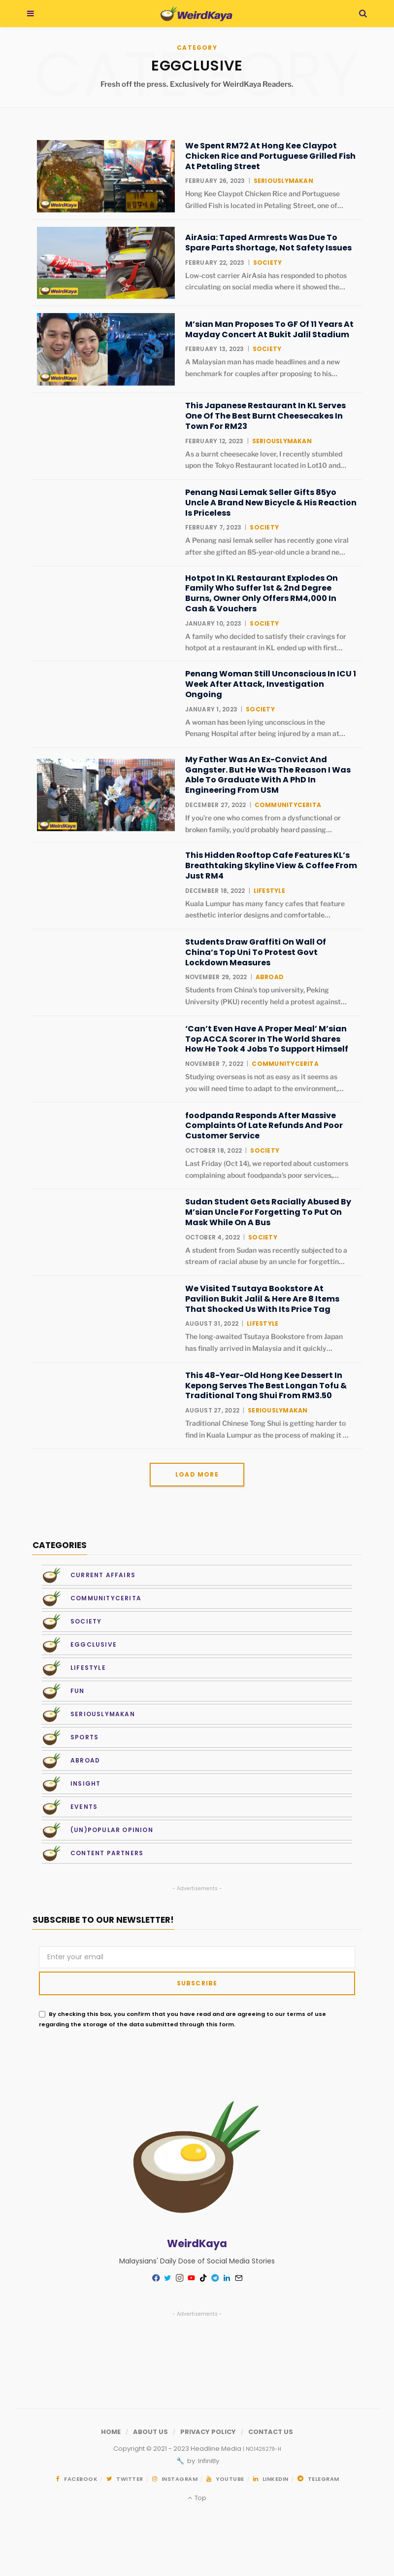 WeirdKaya
CATEGORY
CATEGORY
EGGCLUSIVE
Fresh off the press. Exclusively for WeirdKaya Readers.
WeirdKaya
We Spent RM72 At Hong Kee Claypot
Chicken Rice and Portuguese Grilled Fish
At Petaling Street
FEBRUARY 26, 2023 | SERIOUSLYMAKAN
Hong Kee Claypot Chicken Rice and Portuguese
Grilled Fish is located in Petaling Street, one of...
WeirdKaya
AirAsia: Taped Armrests Was Due To
Spare Parts Shortage, Not Safety Issues
FEBRUARY 22, 2023 | SOCIETY
Low-cost carrier AirAsia has responded to photos
circulating on social media where it showed the...
WeirdKaya
M'sian Man Proposes To GF Of 11 Years At
Mayday Concert At Bukit Jalil Stadium
FEBRUARY 13, 2023 | SOCIETY
A Malaysian man has made headlines and a new
benchmark for couples after proposing to his...
This Japanese Restaurant In KL Serves
One Of The Best Burnt Cheesecakes In
Town For RM23
FEBRUARY 12, 2023 | SERIOUSLYMAKAN
As a burnt cheesecake lover, I recently stumbled
upon the Tokyo Restaurant located in Lot10 and...
Penang Nasi Lemak Seller Gifts 85yo
Uncle A Brand New Bicycle & His Reaction
Is Priceless
FEBRUARY 7, 2023 | SOCIETY
A Penang nasi lemak seller has recently gone viral
after she gifted an 85-year-old uncle a brand ne...
Hotpot In KL Restaurant Explodes On
Family Who Suffer 1st & 2nd Degree
Burns, Owner Only Offers RM4,000 In
Cash & Vouchers
JANUARY 10, 2023 | SOCIETY
A family who decided to satisfy their cravings for
hotpot at a restaurant in KL ended up with first...
Penang Woman Still Unconscious In ICU 1
Week After Attack, Investigation
Ongoing
JANUARY 1, 2023 | SOCIETY
A woman has been lying unconscious in the
Penang Hospital after being injured by a man at...
WeirdKaya
My Father Was An Ex-Convict And
Gangster. But He Was The Reason I Was
Able To Graduate With A PhD In
Engineering From USM
DECEMBER 27, 2022 | COMMUNITYCERITA
If you're one who comes from a dysfunctional or
broken family, you'd probably heard passing...
This Hidden Rooftop Cafe Features KL's
Breathtaking Skyline View & Coffee From
Just RM4
DECEMBER 18, 2022 | LIFESTYLE
Kuala Lumpur has many fancy cafes that feature
aesthetic interior designs and comfortable...
Students Draw Graffiti On Wall Of
China's Top Uni To Protest Govt
Lockdown Measures
NOVEMBER 29, 2022 | ABROAD
Students from China's top university, Peking
University (PKU) recently held a protest against...
'Can't Even Have A Proper Meal' M'sian
Top ACCA Scorer In The World Shares
How He Took 4 Jobs To Support Himself
NOVEMBER 7, 2022 | COMMUNITYCERITA
Studying overseas is not as easy as it seems as
you will need time to adapt to the environment,...
foodpanda Responds After Massive
Complaints Of Late Refunds And Poor
Customer Service
OCTOBER 18, 2022 | SOCIETY
Last Friday (Oct 14), we reported about customers
complaining about foodpanda's poor services,...
Sudan Student Gets Racially Abused By
M'sian Uncle For Forgetting To Put On
Mask While On A Bus
OCTOBER 4, 2022 | SOCIETY
A student from Sudan was recently subjected to a
stream of racial abuse by an uncle for forgettin...
We Visited Tsutaya Bookstore At
Pavilion Bukit Jalil & Here Are 8 Items
That Shocked Us With Its Price Tag
AUGUST 31, 2022 | LIFESTYLE
The long-awaited Tsutaya Bookstore from Japan
has finally arrived in Malaysia and it quickly...
This 48-Year-Old Hong Kee Dessert In
Kepong Serves The Best Longan Tofu &
Traditional Tong Shui From RM3.50
AUGUST 27, 2022 | SERIOUSLYMAKAN
Traditional Chinese Tong Shui is getting harder to
find in Kuala Lumpur as the process of making it ...
LOAD MORE
CATEGORIES
CURRENT AFFAIRS
COMMUNITYCERITA
SOCIETY
EGGCLUSIVE
LIFESTYLE
FUN
SERIOUSLYMAKAN
SPORTS
ABROAD
INSIGHT
EVENTS
(UN)POPULAR OPINION
CONTENT PARTNERS
- Advertisements -
SUBSCRIBE TO OUR NEWSLETTER!
Enter your email
SUBSCRIBE
By checking this box, you confirm that you have read and are agreeing to our terms of use
regarding the storage of the data submitted through this form.
WeirdKaya
Malaysians' Daily Dose of Social Media Stories
- Advertisements -
HOME / ABOUT US / PRIVACY POLICY / CONTACT US
Copyright © 2021 - 2023 Headline Media | NO.1426279-H
by Infinitly
FACEBOOK TWITTER INSTAGRAM YOUTUBE LINKEDIN TELEGRAM
Top